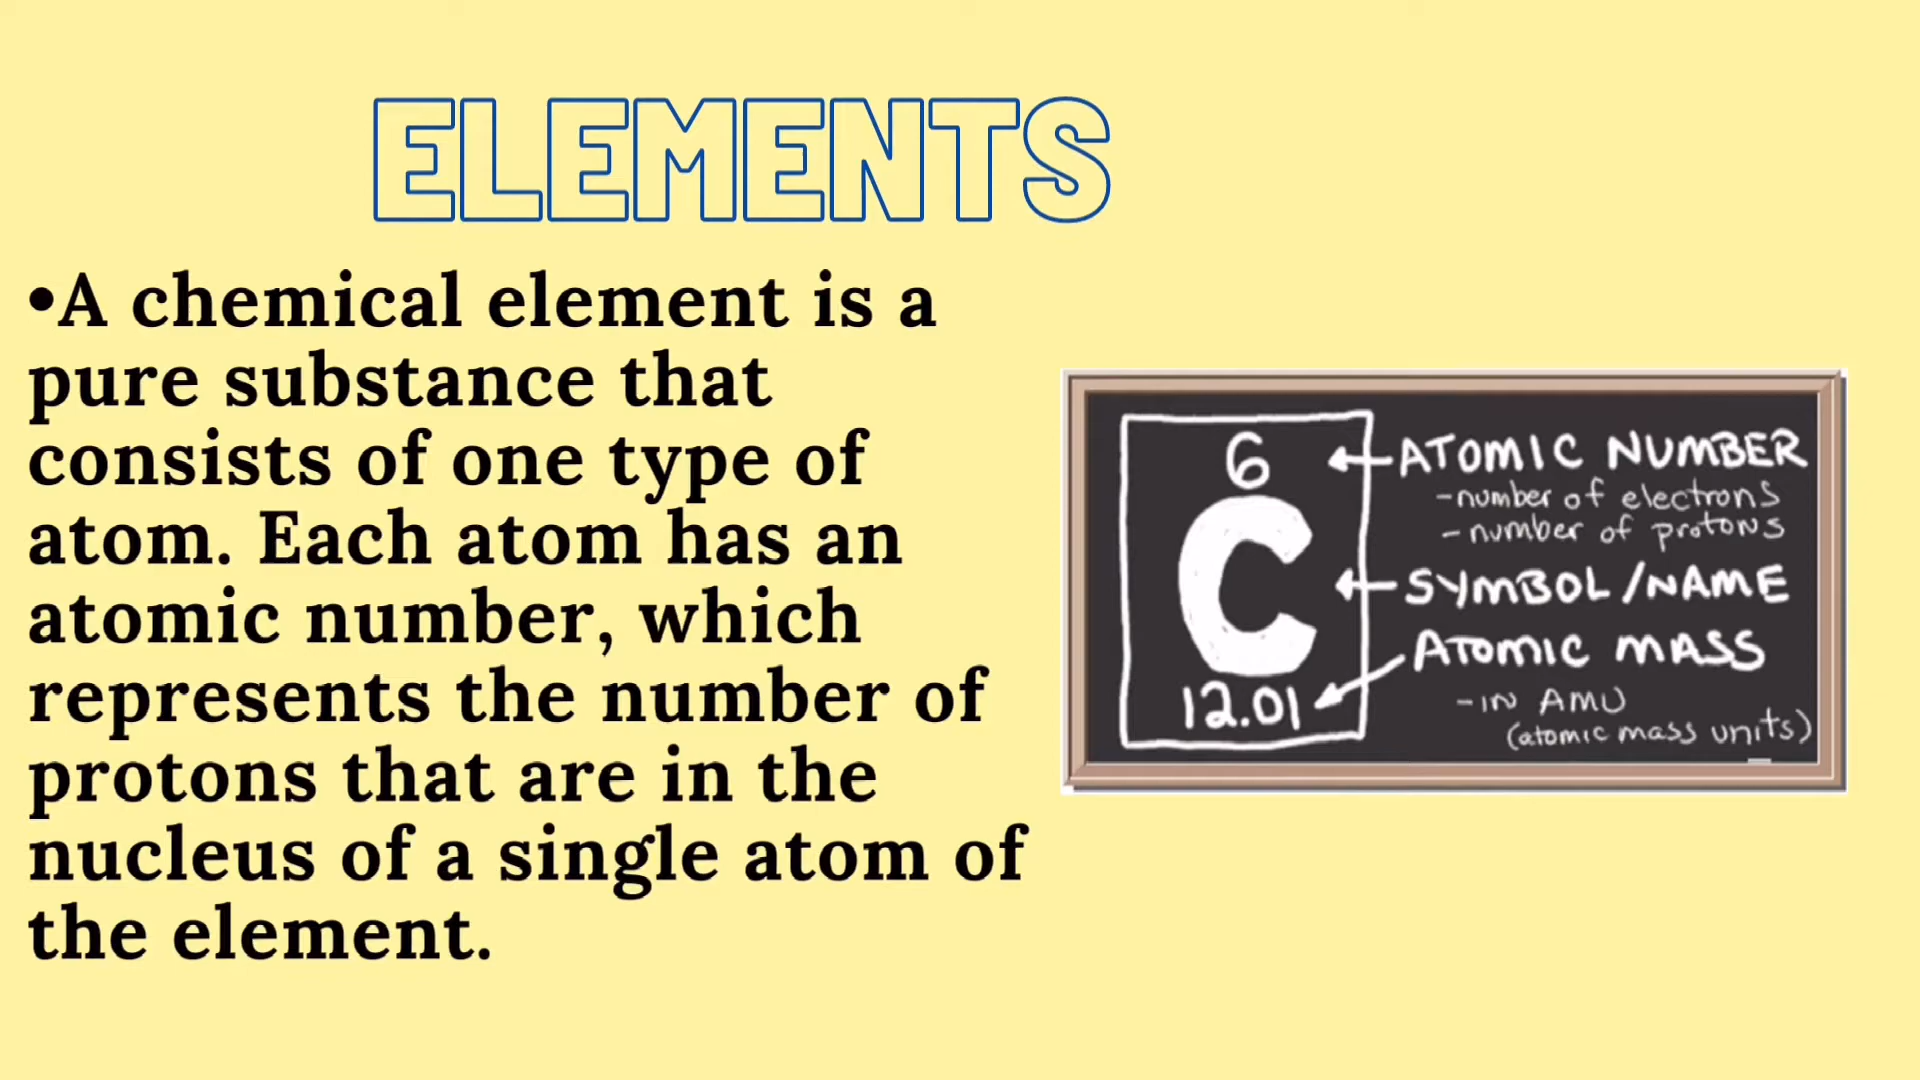 ELEMENTS
•A chemical element is a
pure substance that
consists of one type of
atom. Each atom has an
atomic number, which
represents the number of
protons that are in the
nucleus of a single atom of
the element.
6
ATOMIC NUMBER
-number of electrons
-number of protons
C
SYMBOL/NAME
ATOMIC MASS
12.01
-IN AMU
(atomic mass units)